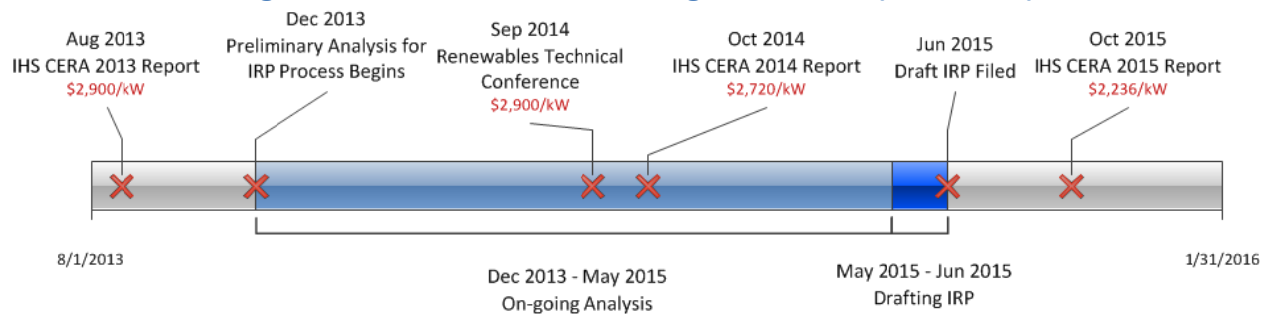 Aug 2013
IHS CERA 2013 Report
$2,900/kW
Dec 2013
Preliminary Analysis for
IRP Process Begins
Sep 2014
Renewables Technical
Conference
$2,900/kW
Oct 2014
IHS CERA 2014 Report
$2,720/kW
Jun 2015
Draft IRP Filed
Oct 2015
IHS CERA 2015 Report
$2,236/kW
8/1/2013
1/31/2016
Dec 2013 - May 2015
On-going Analysis
May 2015 - Jun 2015
Drafting IRP